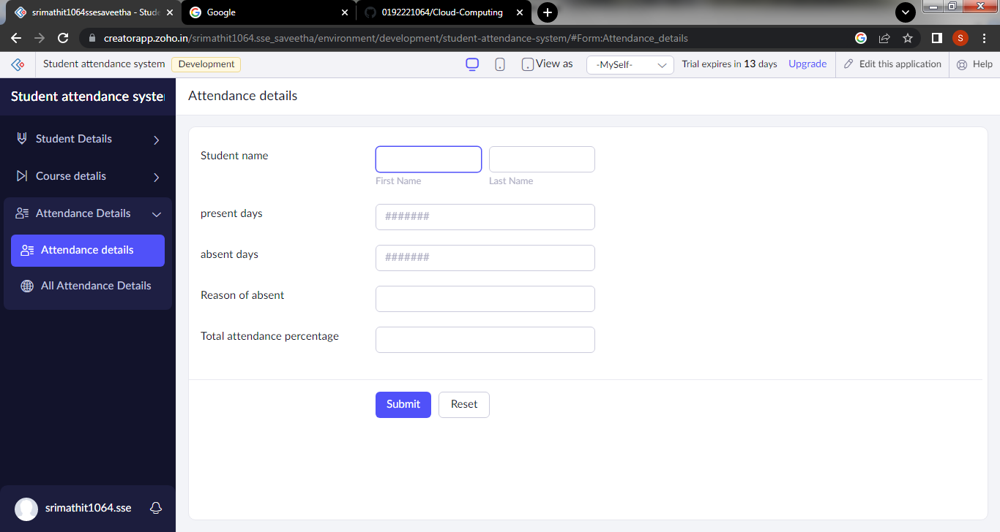 srimathit1064ssesaveetha - Stude
Google
0192221064/Cloud-Computing
creatorapp.zoho.in/srimathit1064.sse_saveetha/environment/development/student-attendance-system/#Form:Attendance_details
S
Student attendance system
Development
View as
-MySelf-
Trial expires in 13 days
Upgrade
Edit this application
Help
Student attendance syste
Student Details
Course detalis
Attendance Details
Attendance details
All Attendance Details
srimathit1064.sse
Attendance details
Student name
First Name
Last Name
present days
#######
absent days
#######
Reason of absent
Total attendance percentage
Submit
Reset